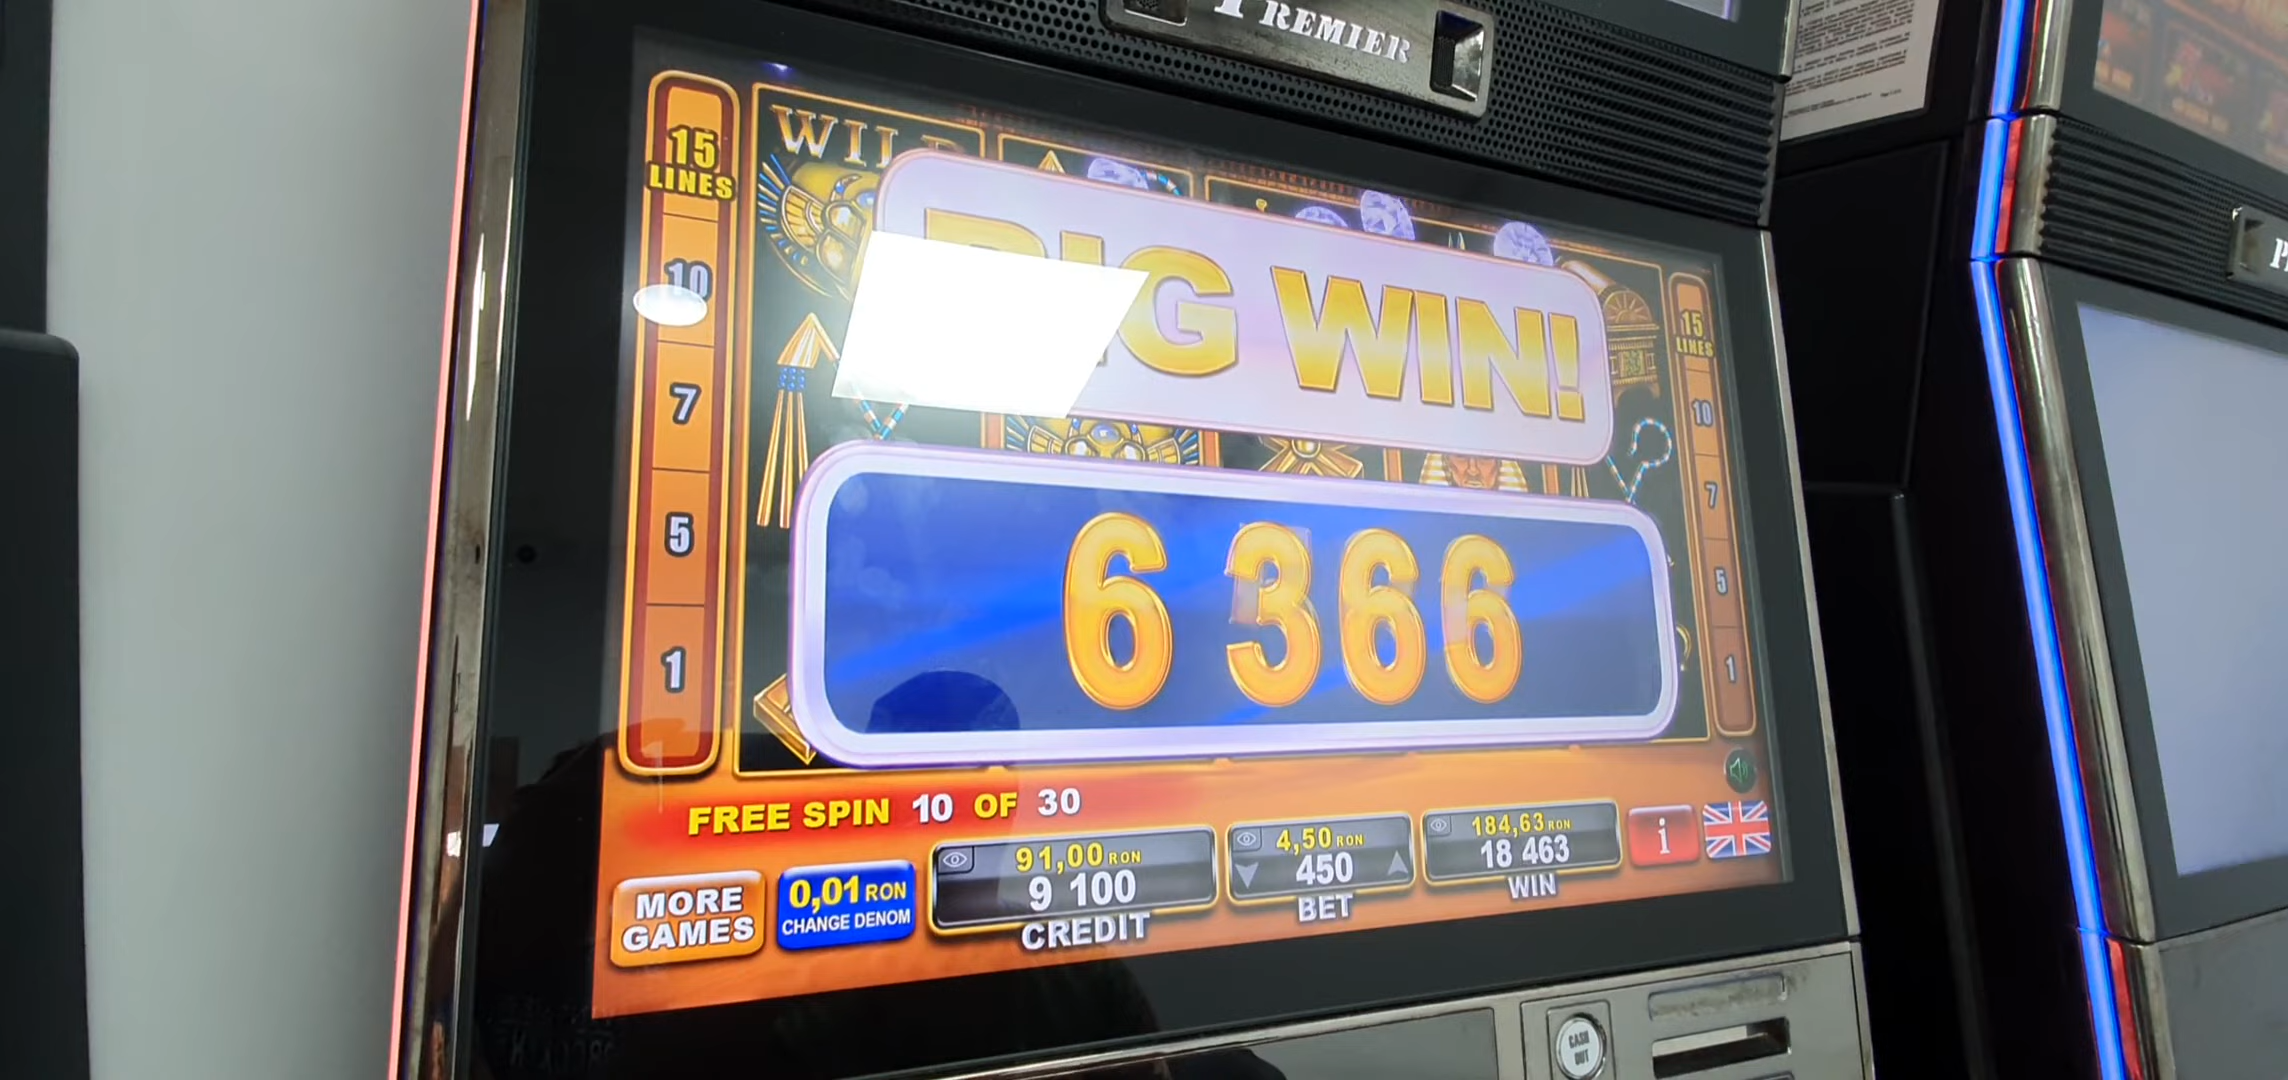 PREMIER
15
LINES
WILD
10
7
5
1
BIG WIN!
6 366
15
LINES
10
7
5
1
FREE SPIN 10 OF 30
MORE
GAMES
0,01 RON
CHANGE DENOM
91,00 RON
9 100
CREDIT
4,50 RON
450
BET
184,63 RON
18 463
WIN
i
CASH
OUT